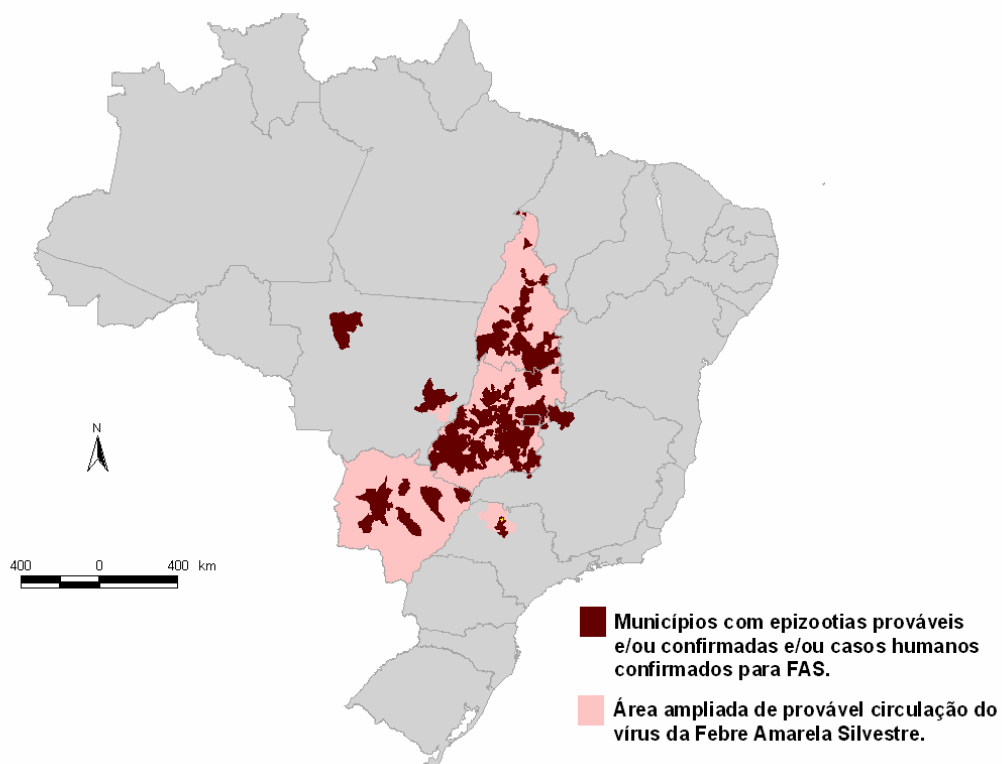 N
400 0 400 km
Municípios com epizootias prováveis
e/ou confirmadas e/ou casos humanos
confirmados para FAS.
Área ampliada de provável circulação do
vírus da Febre Amarela Silvestre.